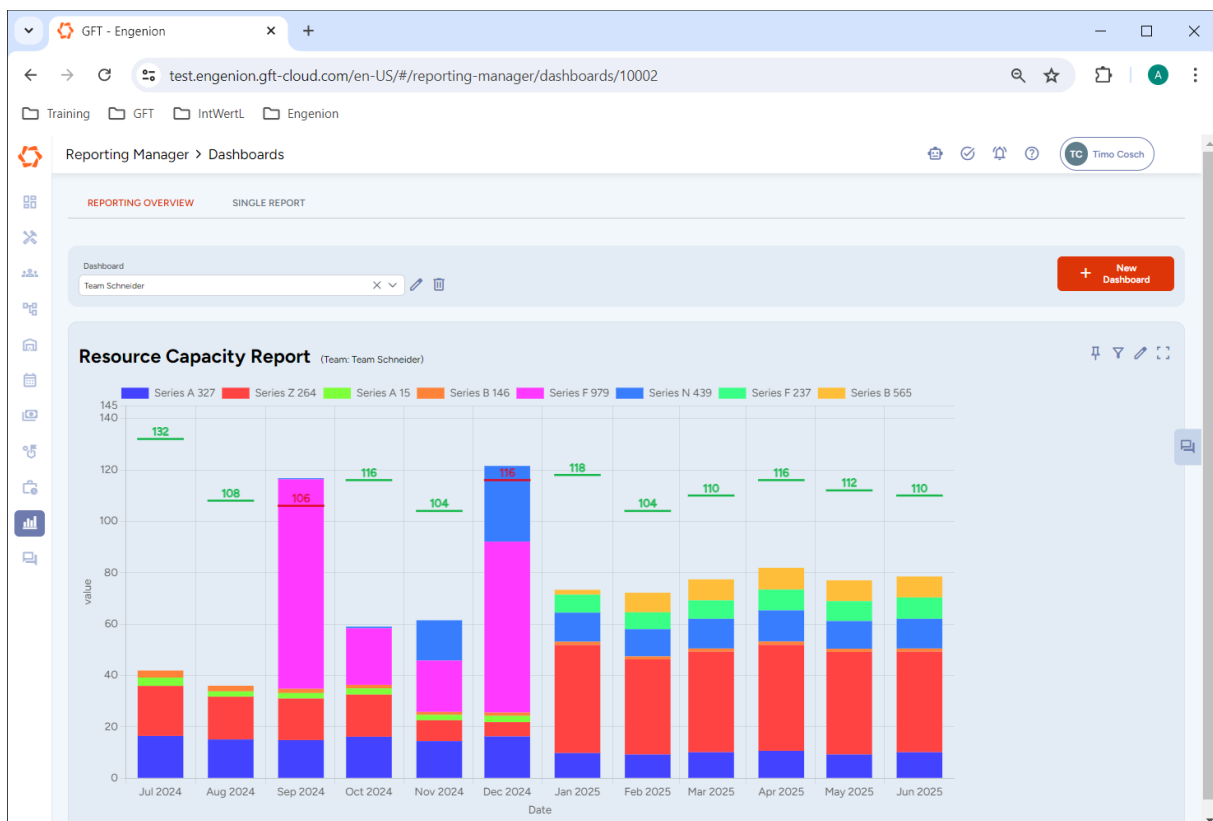 GFT - Engenion
test.engenion.gft-cloud.com/en-US/#/reporting-manager/dashboards/10002
A
Training GFT IntWertL Engenion
Reporting Manager > Dashboards
TC Timo Cosch
REPORTING OVERVIEW SINGLE REPORT
Dashboard
Team Schneider
+ New Dashboard
Resource Capacity Report (Team: Team Schneider)
Series A 327 Series Z 264 Series A 15 Series B 146 Series F 979 Series N 439 Series F 237 Series B 565
145
140
120
100
80
60
40
20
0
value
132 108 106 116 104 116 118 104 110 116 112 110
Jul 2024 Aug 2024 Sep 2024 Oct 2024 Nov 2024 Dec 2024 Jan 2025 Feb 2025 Mar 2025 Apr 2025 May 2025 Jun 2025
Date